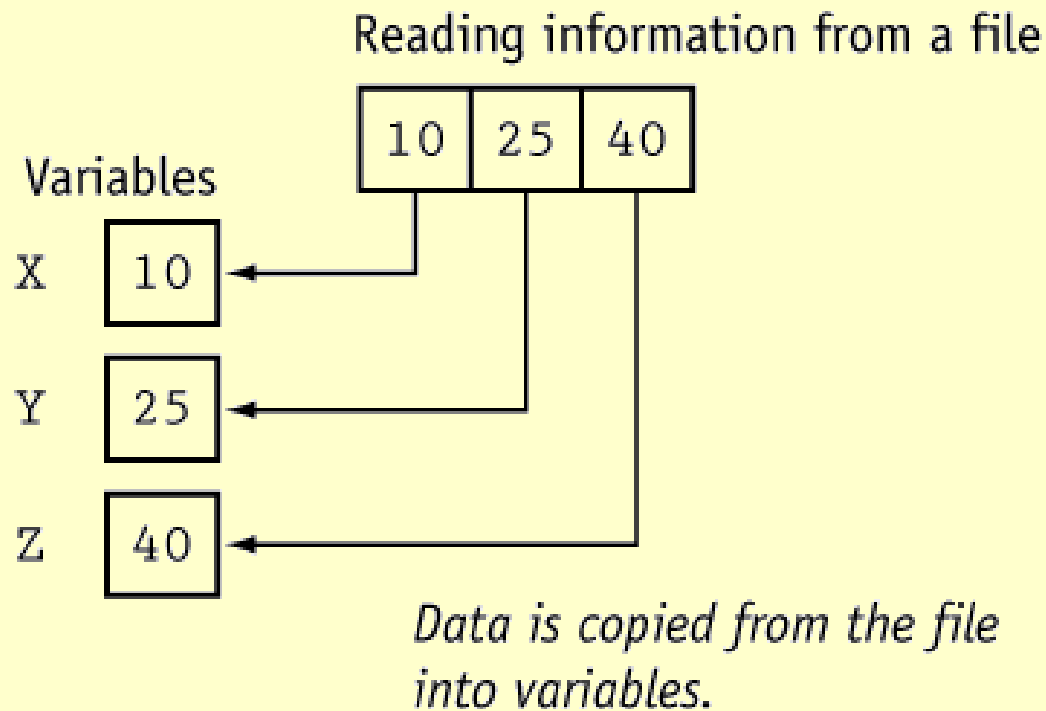 Reading information from a file
10 25 40
Variables
X 10
Y 25
Z 40
Data is copied from the file
into variables.